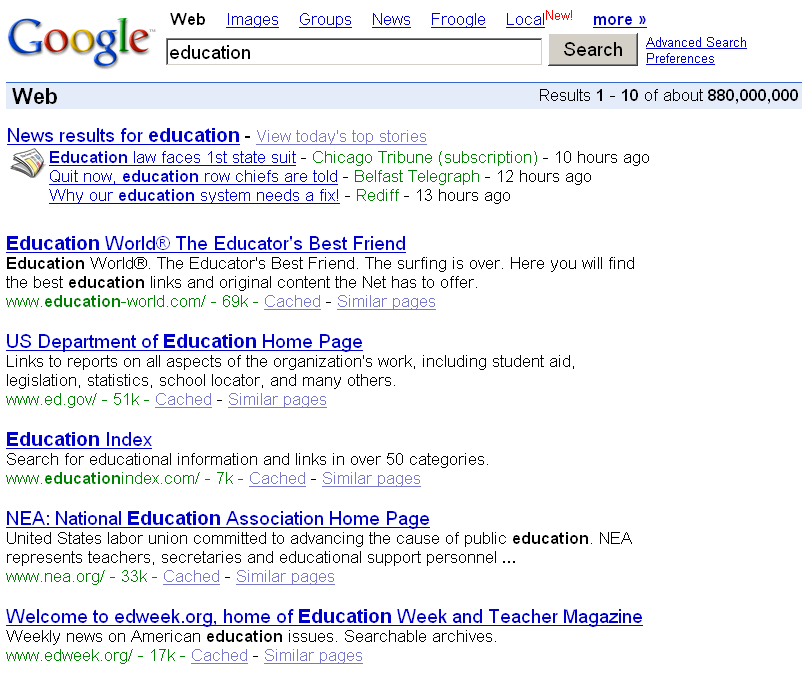 Google™
Web Images Groups News Froogle Local New! more »
education Search Advanced Search
Preferences
Web Results 1 - 10 of about 880,000,000
News results for education - View today's top stories
Education law faces 1st state suit - Chicago Tribune (subscription) - 10 hours ago
Quit now, education row chiefs are told - Belfast Telegraph - 12 hours ago
Why our education system needs a fix! - Rediff - 13 hours ago
Education World® The Educator's Best Friend
Education World®. The Educator's Best Friend. The surfing is over. Here you will find
the best education links and original content the Net has to offer.
www.education-world.com/ - 69k - Cached - Similar pages
US Department of Education Home Page
Links to reports on all aspects of the organization's work, including student aid,
legislation, statistics, school locator, and many others.
www.ed.gov/ - 51k - Cached - Similar pages
Education Index
Search for educational information and links in over 50 categories.
www.educationindex.com/ - 7k - Cached - Similar pages
NEA: National Education Association Home Page
United States labor union committed to advancing the cause of public education. NEA
represents teachers, secretaries and educational support personnel ...
www.nea.org/ - 33k - Cached - Similar pages
Welcome to edweek.org, home of Education Week and Teacher Magazine
Weekly news on American education issues. Searchable archives.
www.edweek.org/ - 17k - Cached - Similar pages